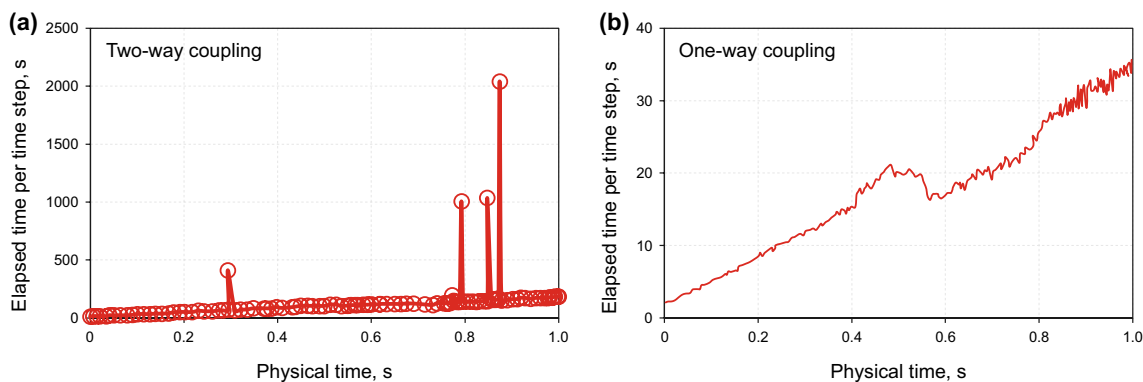 (a)
Two-way coupling
Elapsed time per time step, s
2500
2000
1500
1000
500
0
0 0.2 0.4 0.6 0.8 1.0
Physical time, s
(b)
One-way coupling
Elapsed time per time step, s
40
30
20
10
0
0 0.2 0.4 0.6 0.8 1.0
Physical time, s